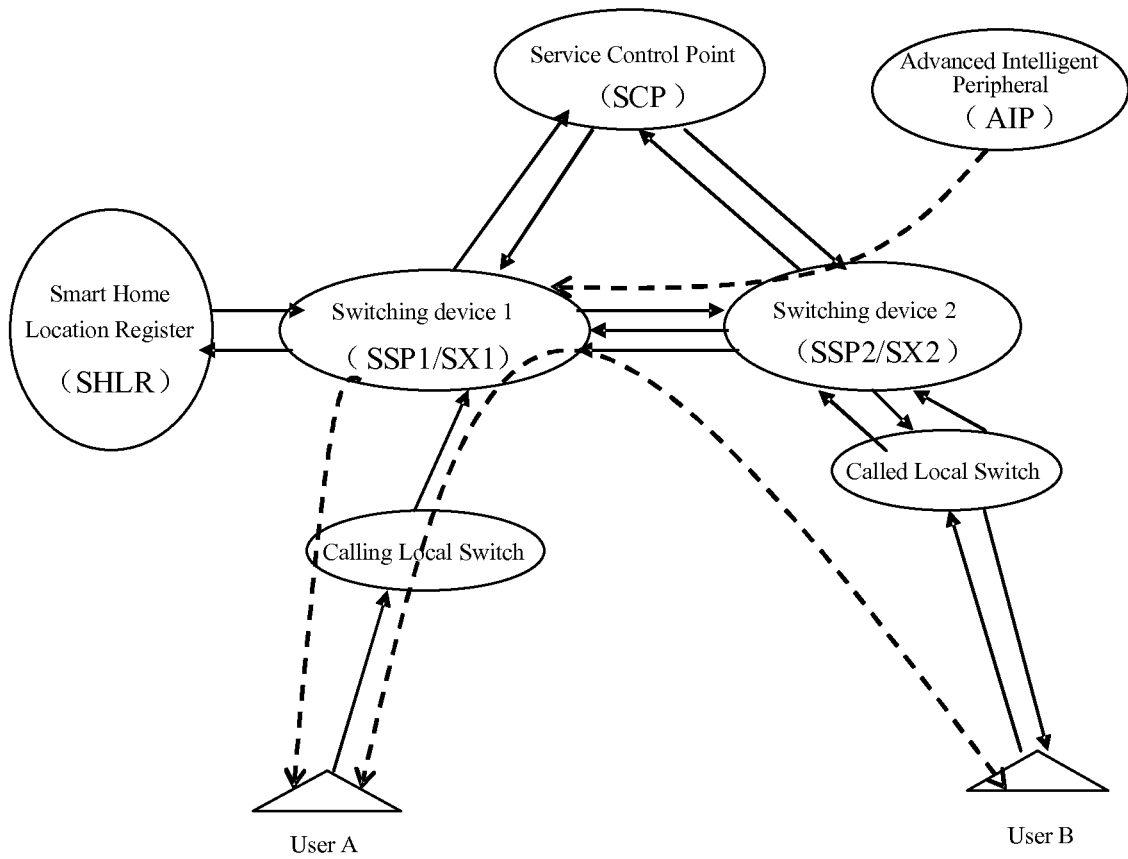 Service Control Point
（SCP）
Advanced Intelligent
Peripheral
（AIP）
Smart Home
Location Register
（SHLR）
Switching device 1
（SSP1/SX1）
Switching device 2
（SSP2/SX2）
Called Local Switch
Calling Local Switch
User A
User B